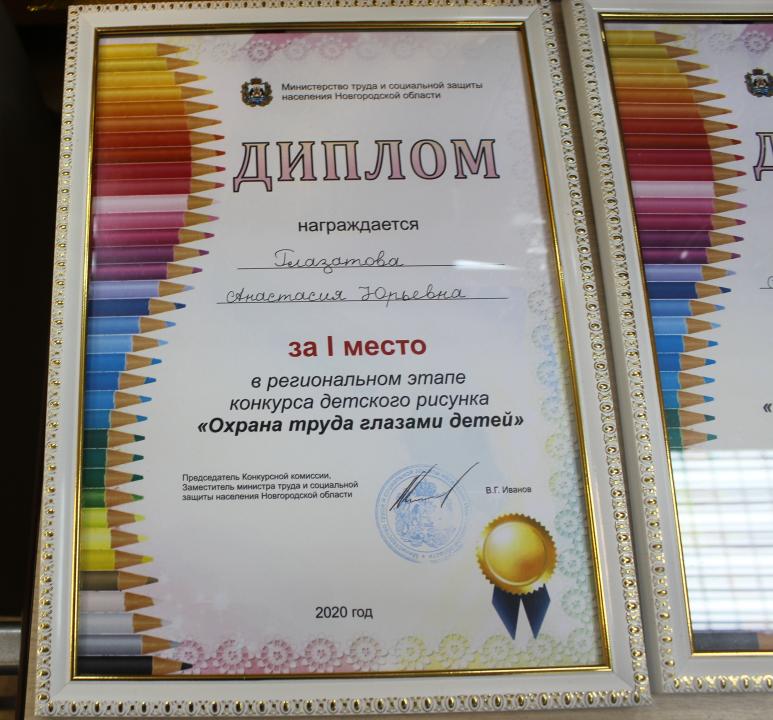 Министерство труда и социальной защиты
населения Новгородской области
ДИПЛОМ
награждается
Глазатова
Анастасия Юрьевна
за I место
в региональном этапе
конкурса детского рисунка
«Охрана труда глазами детей»
Председатель Конкурсной комиссии,
Заместитель министра труда и социальной
защиты населения Новгородской области
В.Г. Иванов
2020 год